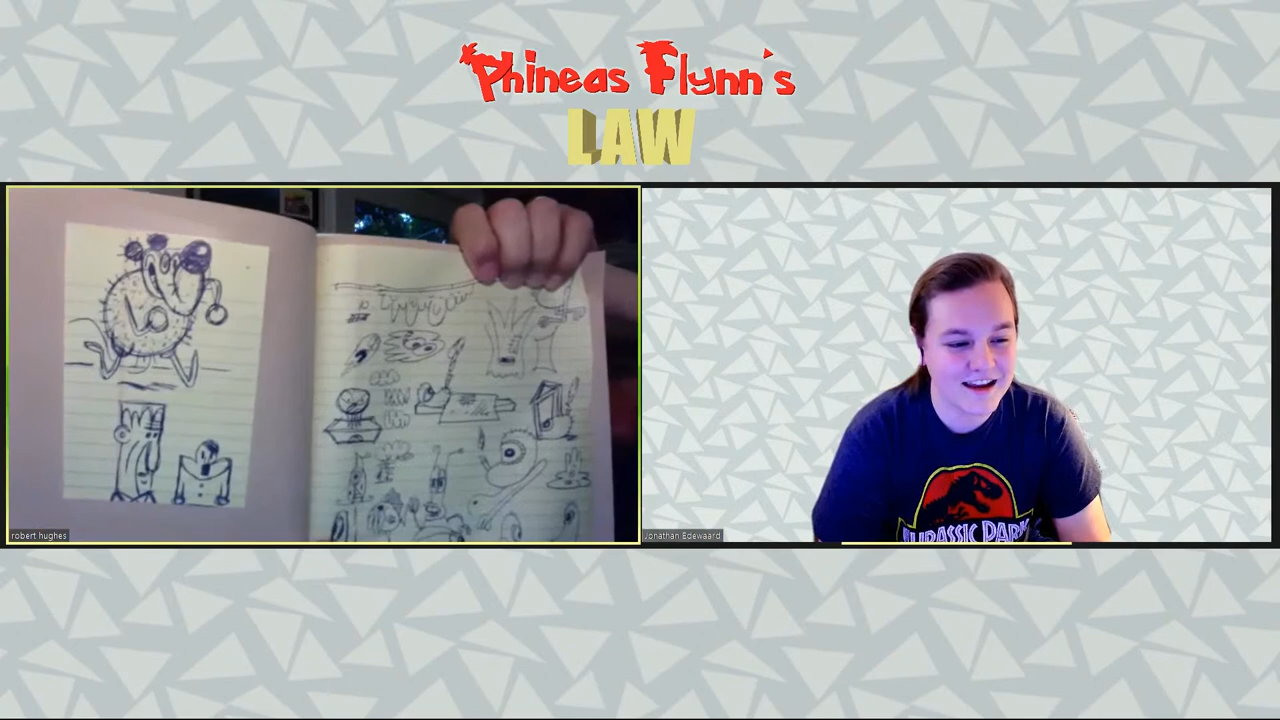 Phineas Flynn's
LAW
robert hughes
Jonathan Edewaard
JURASSIC PARK